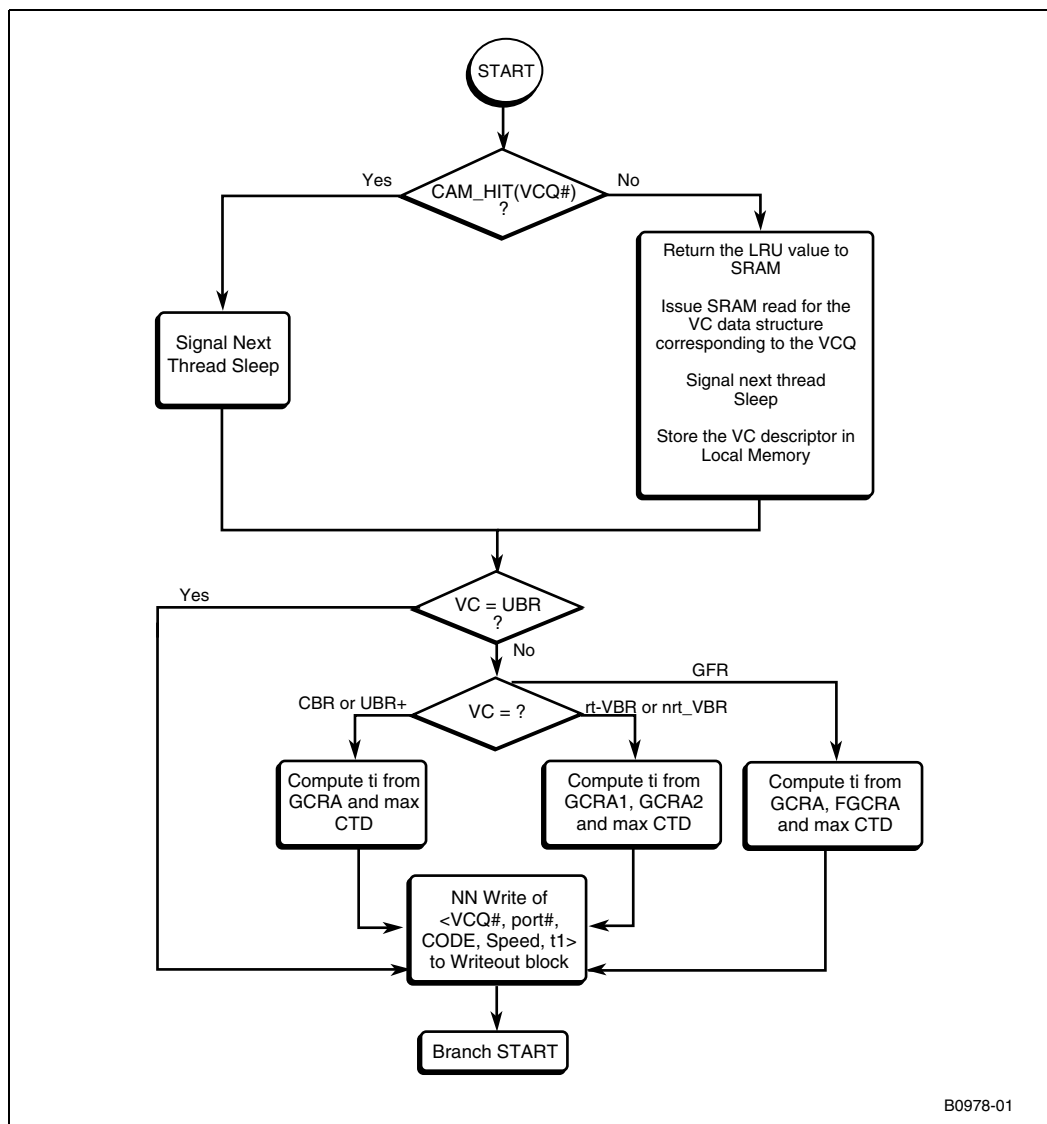 START
Yes
CAM_HIT(VCQ#)
?
No
Signal Next
Thread Sleep
Return the LRU value to
SRAM
Issue SRAM read for the
VC data structure
corresponding to the VCQ
Signal next thread
Sleep
Store the VC descriptor in
Local Memory
Yes
VC = UBR
?
No
GFR
CBR or UBR+
VC = ?
rt-VBR or nrt_VBR
Compute ti from
GCRA and max
CTD
Compute ti from
GCRA1, GCRA2
and max CTD
Compute ti from
GCRA, FGCRA
and max CTD
NN Write of
<VCQ#, port#,
CODE, Speed, t1>
to Writeout block
Branch START
B0978-01